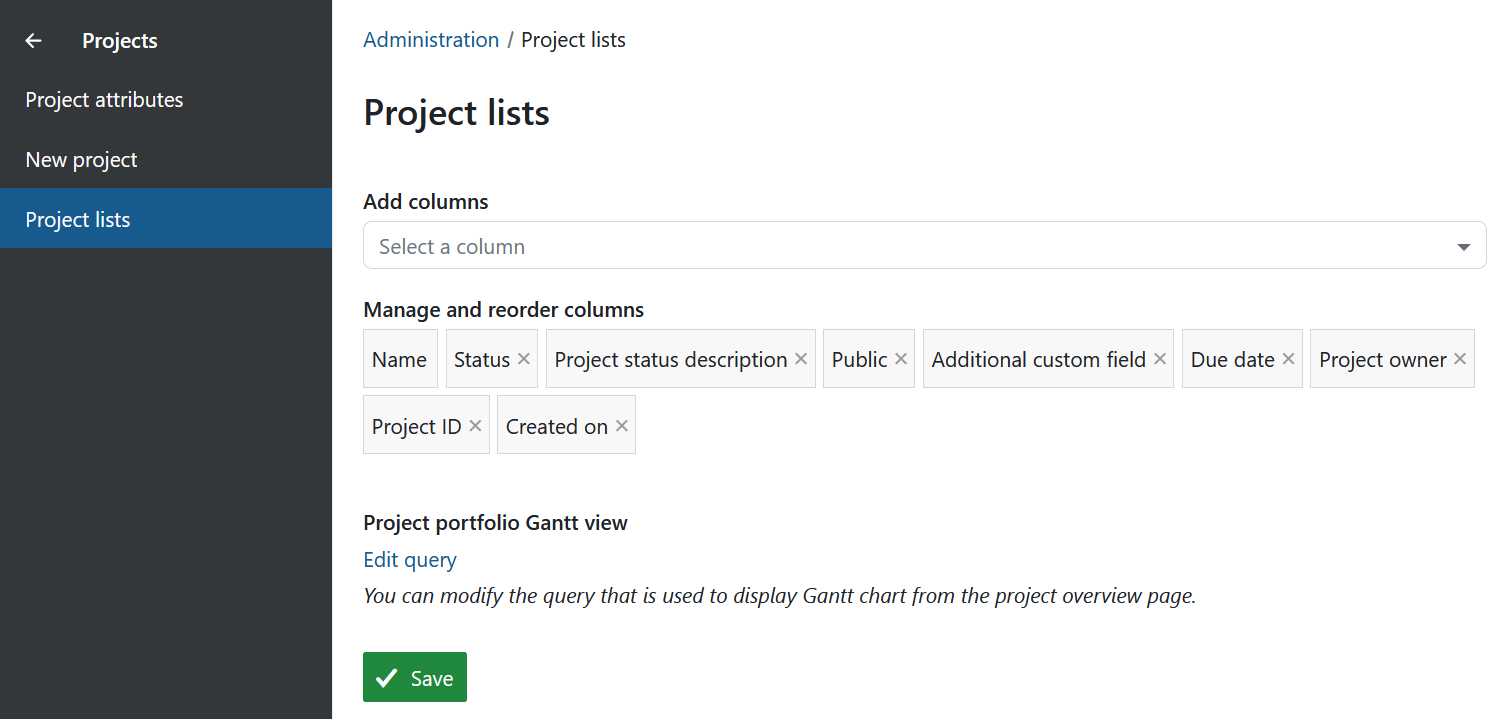 Projects
Project attributes
New project
Project lists
Administration / Project lists
Project lists
Add columns
Select a column
Manage and reorder columns
Name Status × Project status description × Public × Additional custom field × Due date × Project owner ×
Project ID × Created on ×
Project portfolio Gantt view
Edit query
You can modify the query that is used to display Gantt chart from the project overview page.
Save